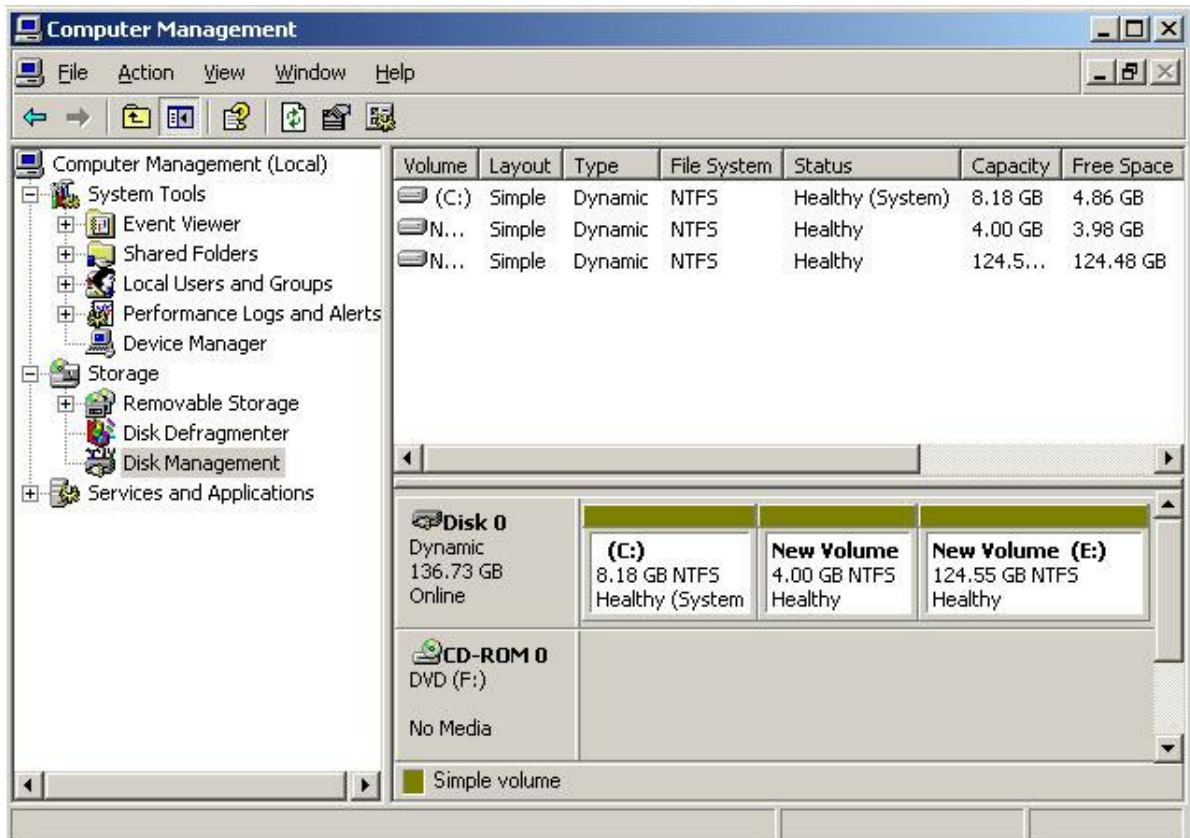 Computer Management
File Action View Window Help
Computer Management (Local)
System Tools
Event Viewer
Shared Folders
Local Users and Groups
Performance Logs and Alerts
Device Manager
Storage
Removable Storage
Disk Defragmenter
Disk Management
Services and Applications
Volume Layout Type File System Status Capacity Free Space
(C:) Simple Dynamic NTFS Healthy (System) 8.18 GB 4.86 GB
N... Simple Dynamic NTFS Healthy 4.00 GB 3.98 GB
N... Simple Dynamic NTFS Healthy 124.5... 124.48 GB
Disk 0
Dynamic
136.73 GB
Online
(C:)
8.18 GB NTFS
Healthy (System
New Volume
4.00 GB NTFS
Healthy
New Volume (E:)
124.55 GB NTFS
Healthy
CD-ROM 0
DVD (F:)
No Media
Simple volume